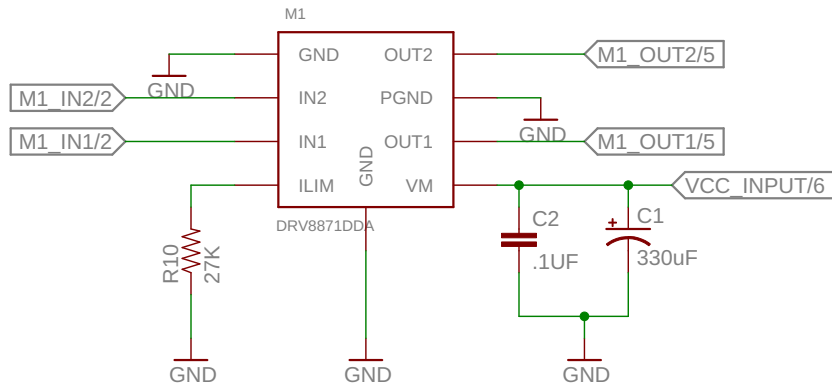 M1
GND OUT2 M1_OUT2/5
GND
M1_IN2/2 IN2 PGND
GND
M1_IN1/2 IN1 OUT1 M1_OUT1/5
GND
ILIM VM VCC_INPUT/6
DRV8871DDA
C2 C1
R10 27K
.1UF 330uF
GND GND GND